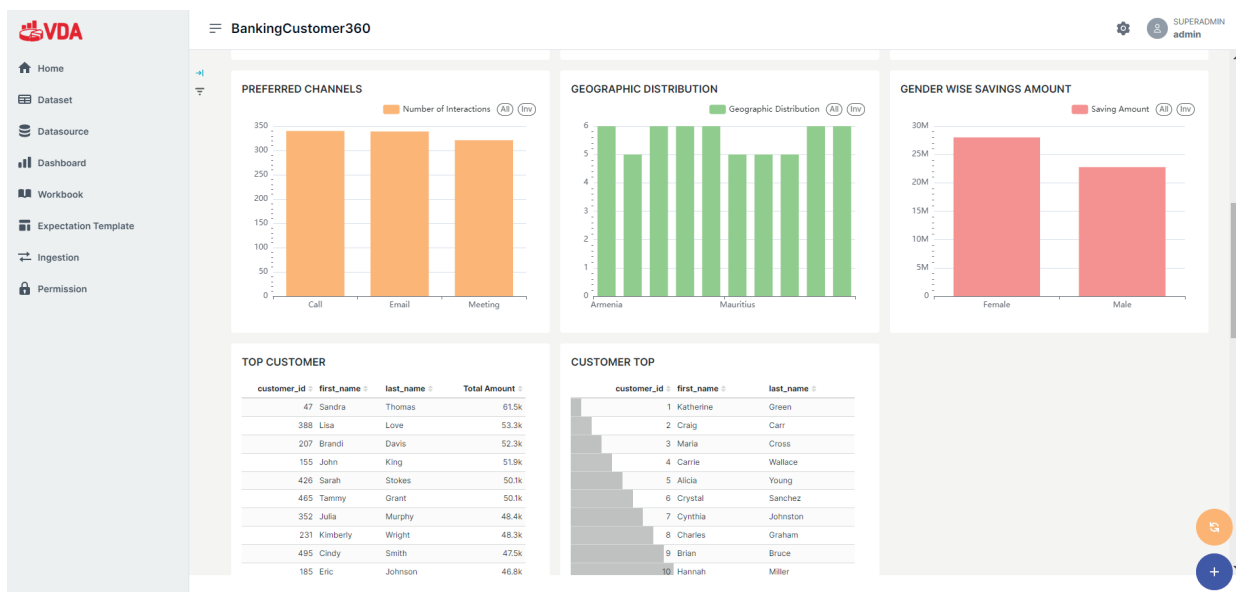 VDA
BankingCustomer360
SUPERADMIN
admin
Home
Dataset
Datasource
Dashboard
Workbook
Expectation Template
Ingestion
Permission
PREFERRED CHANNELS
Number of Interactions All Inv
350
300
250
200
150
100
50
0
Call Email Meeting
GEOGRAPHIC DISTRIBUTION
Geographic Distribution All Inv
6
5
4
3
2
1
0
Armenia Mauritius
GENDER WISE SAVINGS AMOUNT
Saving Amount All Inv
30M
25M
20M
15M
10M
5M
0
Female Male
TOP CUSTOMER
customer_id first_name last_name Total Amount
47 Sandra Thomas 61.5k
388 Lisa Love 53.3k
207 Brandi Davis 52.3k
155 John King 51.9k
426 Sarah Stokes 50.1k
465 Tammy Grant 50.1k
352 Julia Murphy 48.4k
231 Kimberly Wright 48.3k
495 Cindy Smith 47.5k
185 Eric Johnson 46.8k
CUSTOMER TOP
customer_id first_name last_name
1 Katherine Green
2 Craig Carr
3 Maria Cross
4 Carrie Wallace
5 Alicia Young
6 Crystal Sanchez
7 Cynthia Johnston
8 Charles Graham
9 Brian Bruce
10 Hannah Miller